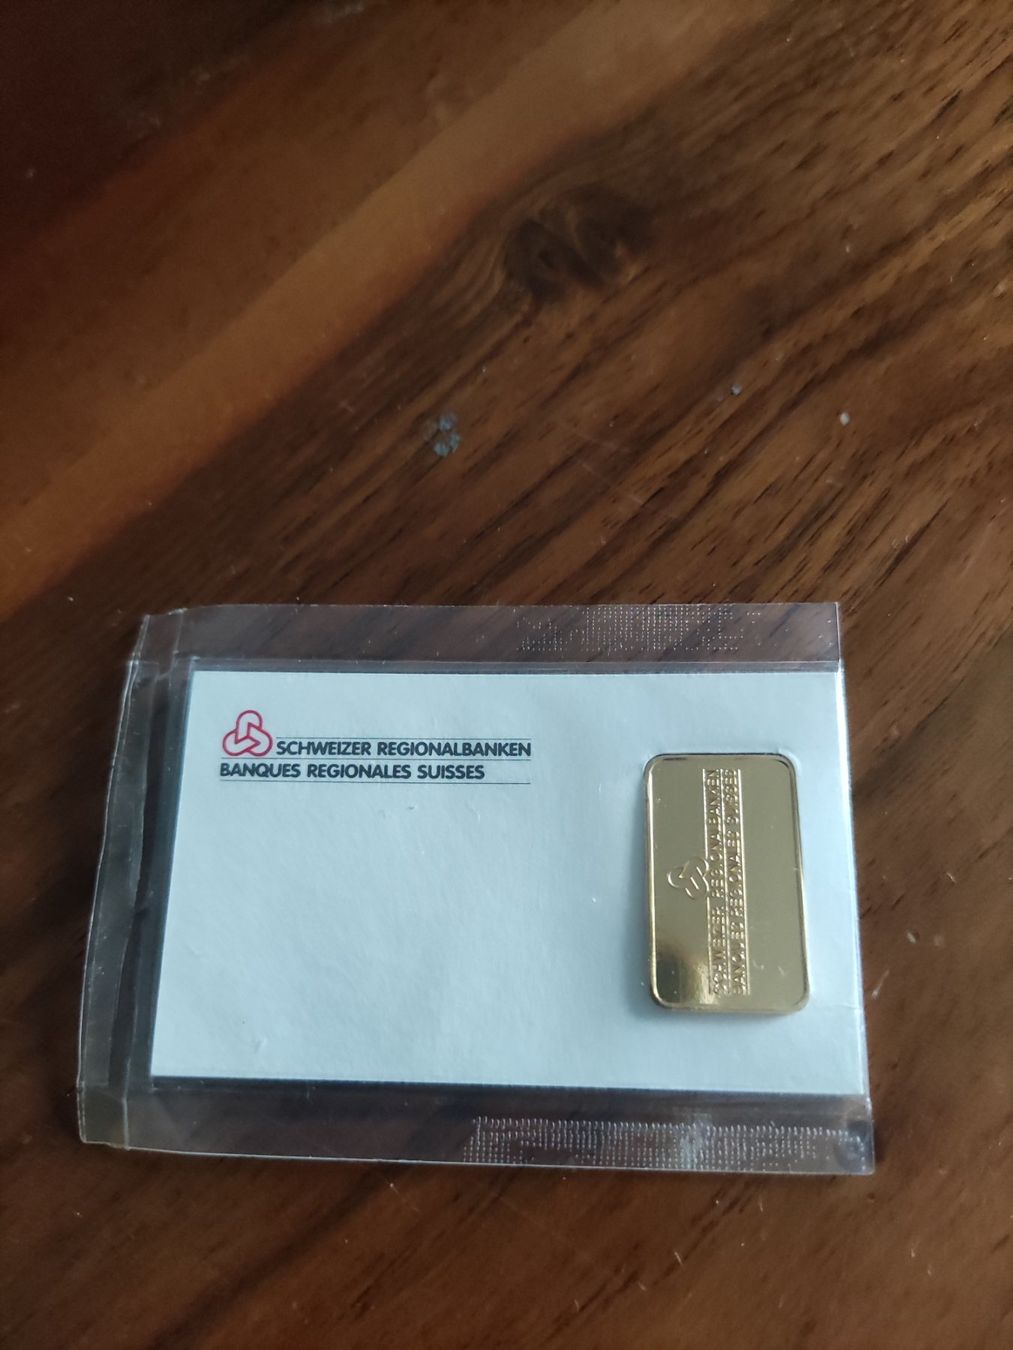 SCHWEIZER REGIONALBANKEN
BANQUES REGIONALES SUISSES
SCHWEIZER REGIONALBANKEN
BANQUES REGIONALES SUISSES